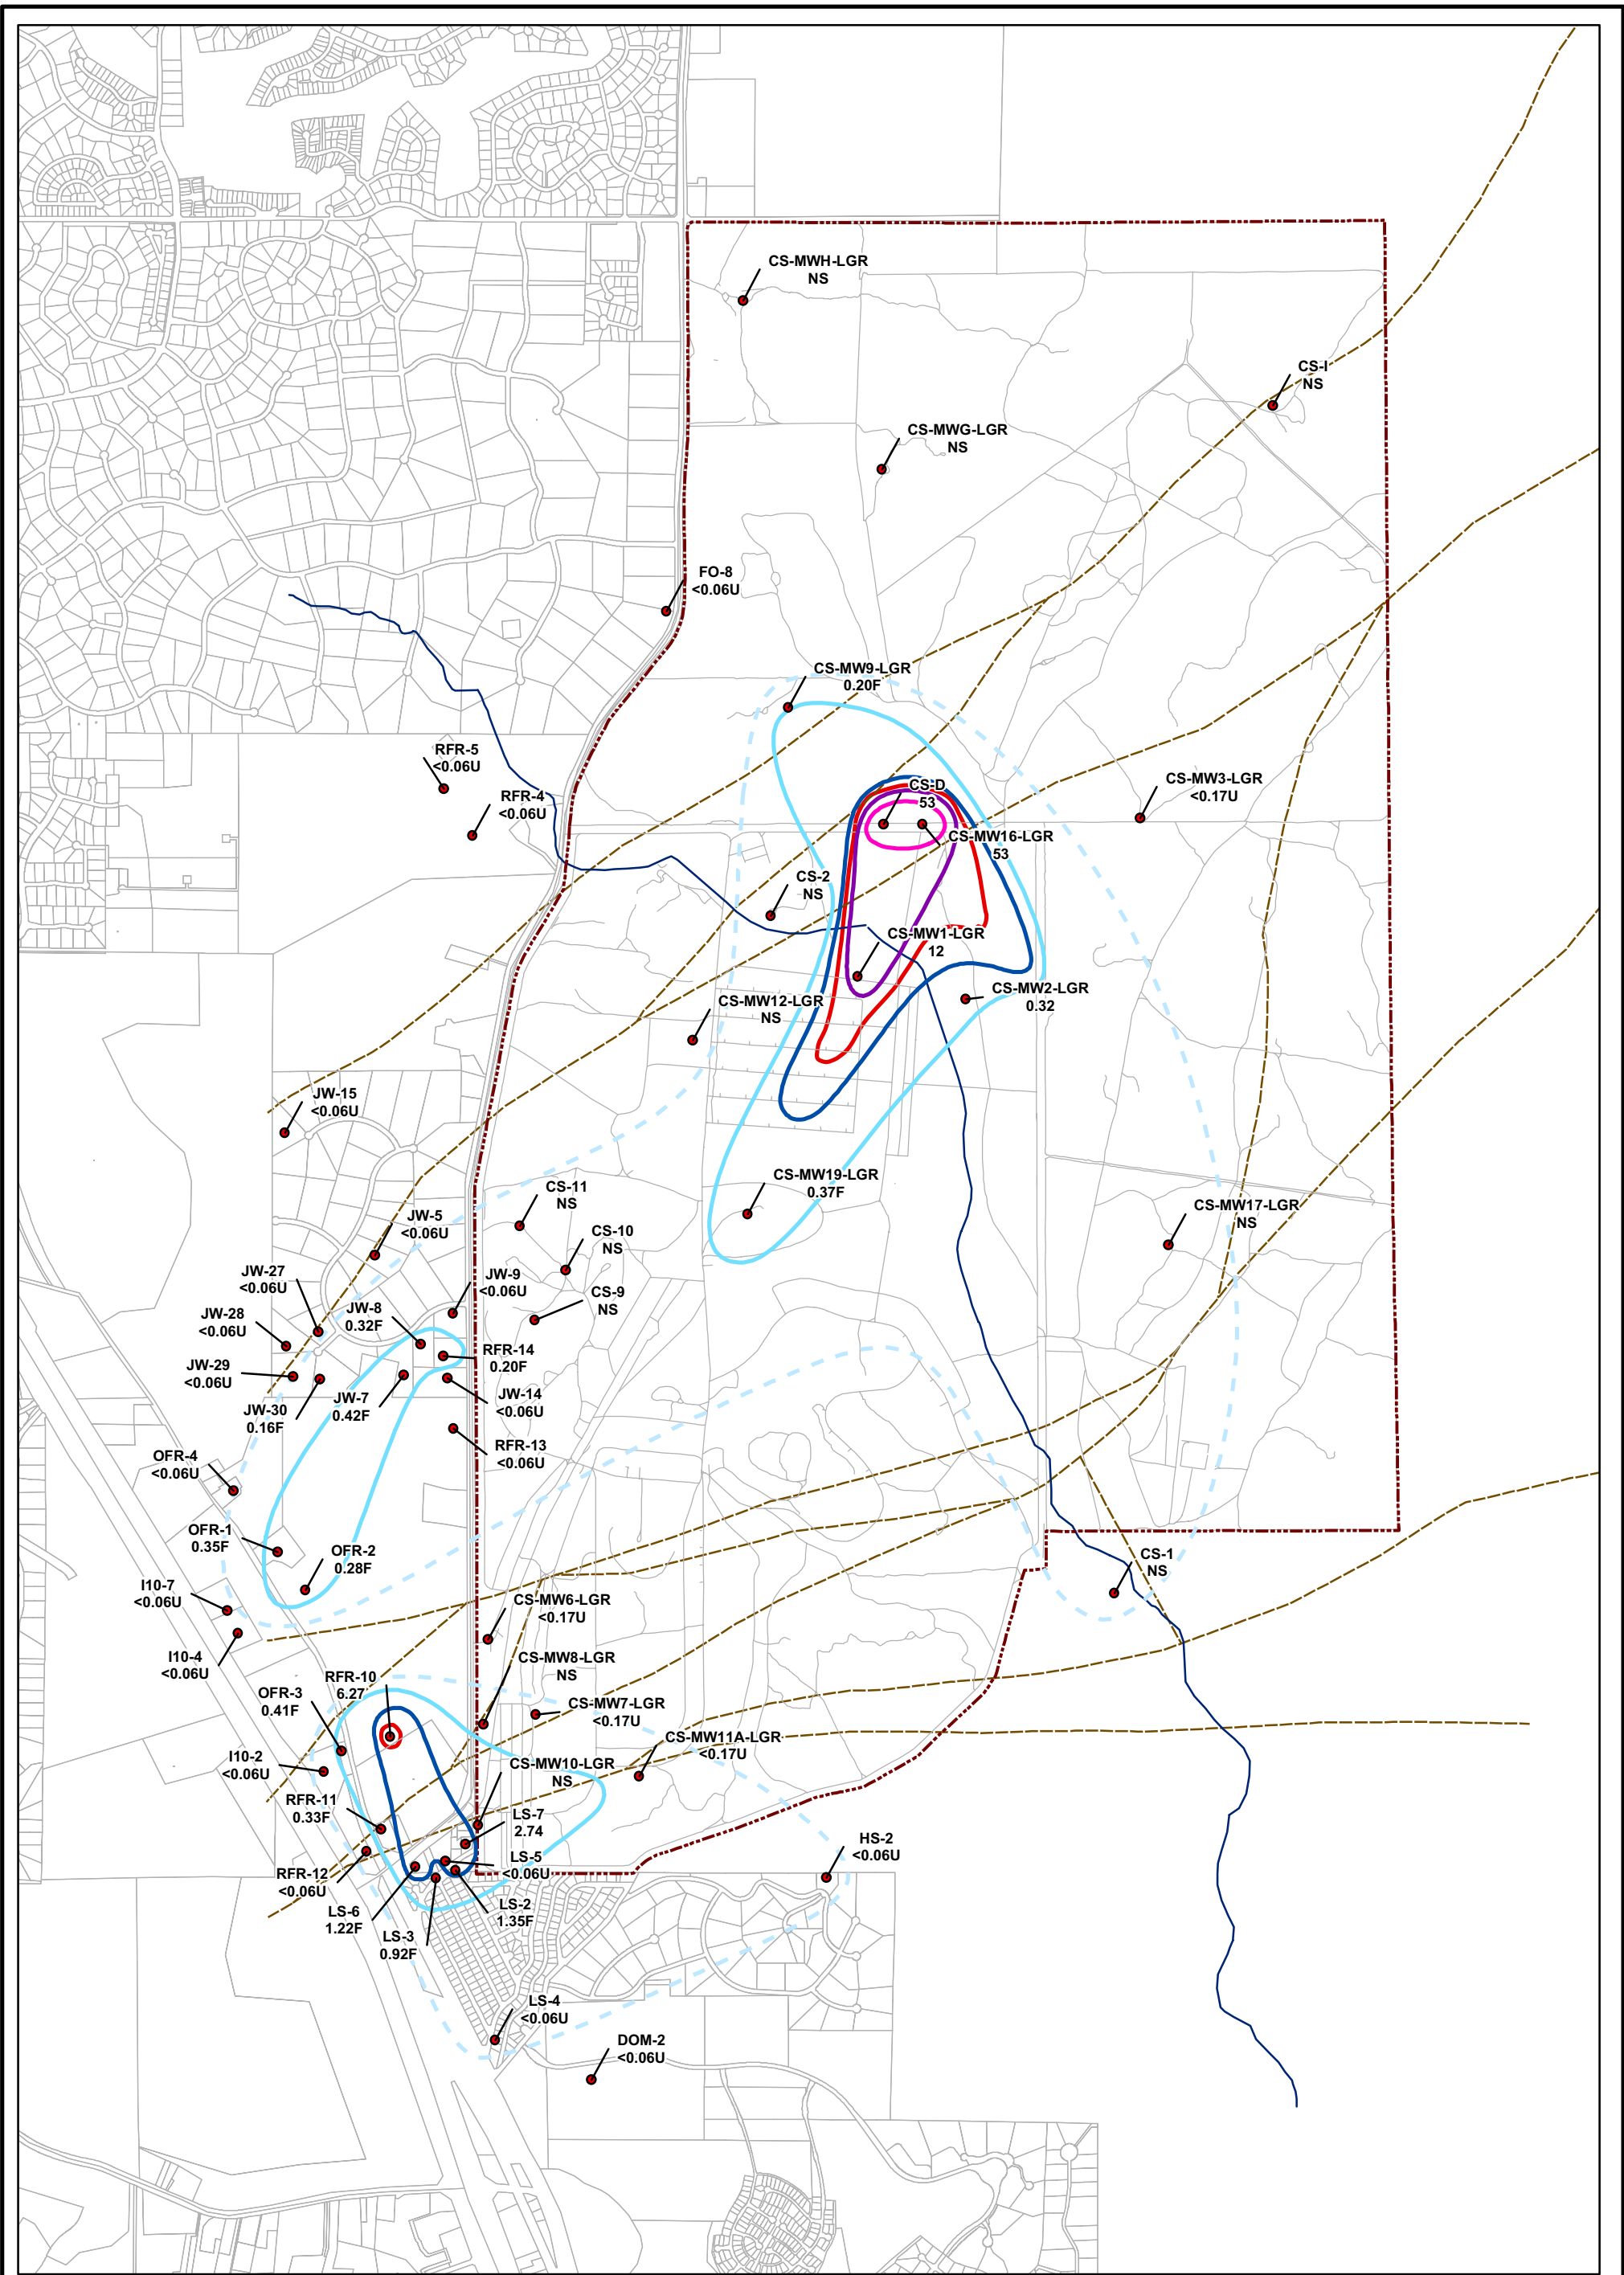 CS-MWH-LGR
NS
CS-I
NS
CS-MWG-LGR
NS
FO-8
<0.06U
CS-MW9-LGR
0.20F
RFR-5
<0.06U
RFR-4
<0.06U
CS-D
53
CS-MW3-LGR
<0.17U
CS-MW16-LGR
53
CS-2
NS
CS-MW1-LGR
12
CS-MW2-LGR
0.32
CS-MW12-LGR
NS
JW-15
<0.06U
CS-MW19-LGR
0.37F
CS-11
NS
CS-MW17-LGR
NS
JW-5
<0.06U
CS-10
NS
JW-27
<0.06U
JW-9
<0.06U
CS-9
NS
JW-28
<0.06U
JW-8
0.32F
RFR-14
0.20F
JW-29
<0.06U
JW-7
0.42F
JW-14
<0.06U
JW-30
0.16F
RFR-13
<0.06U
OFR-4
<0.06U
OFR-1
0.35F
OFR-2
0.28F
CS-1
NS
I10-7
<0.06U
CS-MW6-LGR
<0.17U
I10-4
<0.06U
CS-MW8-LGR
NS
RFR-10
6.27
OFR-3
0.41F
CS-MW7-LGR
<0.17U
CS-MW11A-LGR
<0.17U
I10-2
<0.06U
CS-MW10-LGR
NS
RFR-11
0.33F
LS-7
2.74
HS-2
<0.06U
LS-5
<0.06U
RFR-12
<0.06U
LS-2
1.35F
LS-6
1.22F
LS-3
0.92F
LS-4
<0.06U
DOM-2
<0.06U